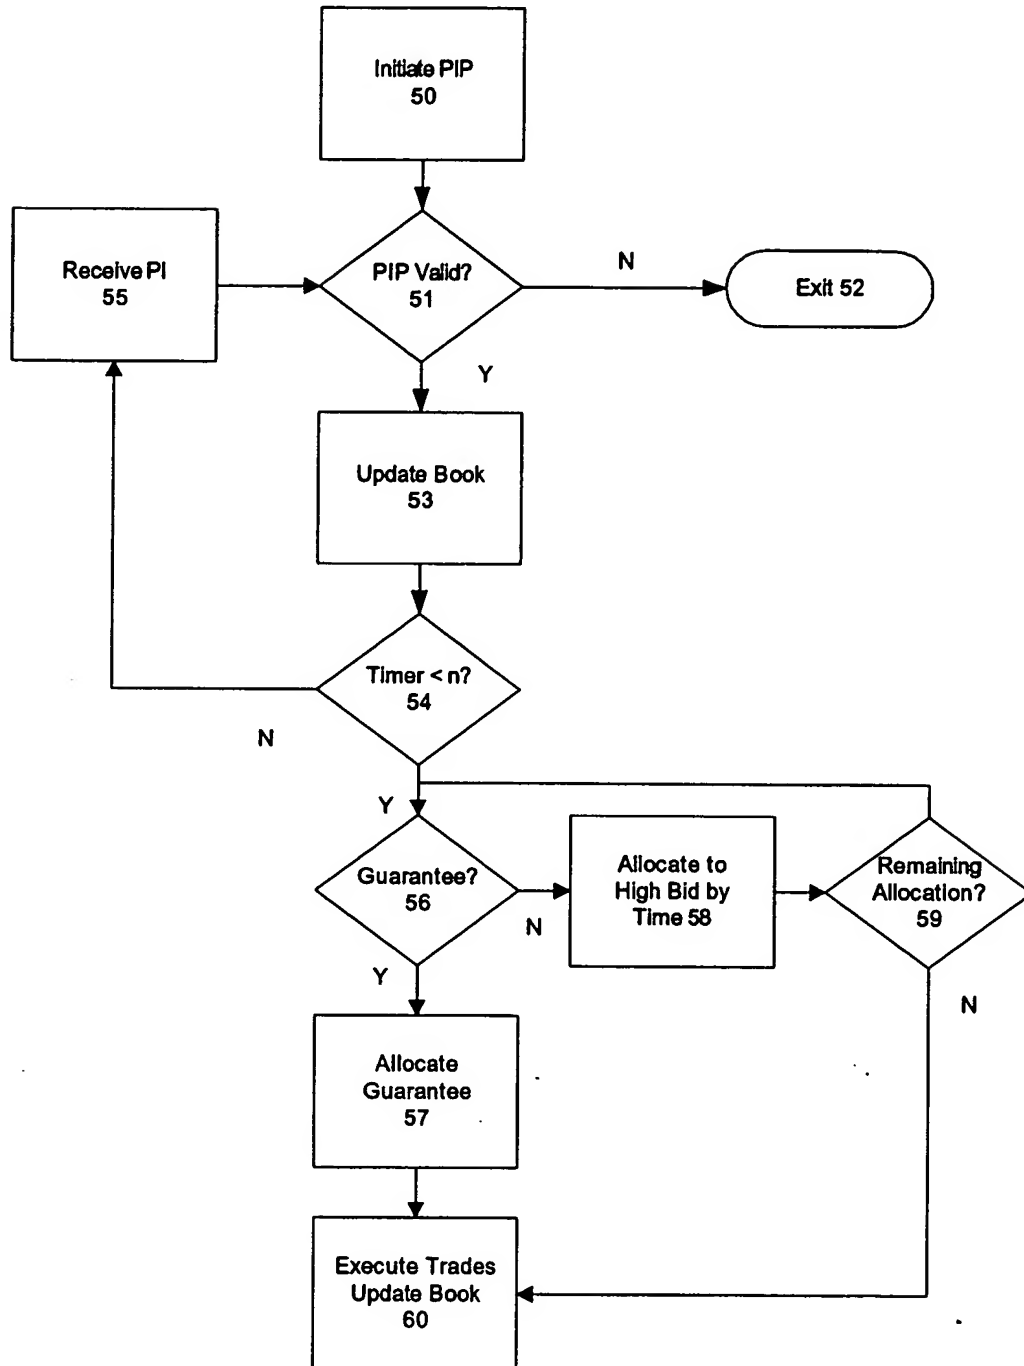 Initiate PIP
50
Receive PI
55
PIP Valid?
51
N
Exit 52
Y
Update Book
53
Timer < n?
54
N
Y
Guarantee?
56
N
Allocate to
High Bid by
Time 58
Remaining
Allocation?
59
Y
N
Allocate
Guarantee
57
Execute Trades
Update Book
60